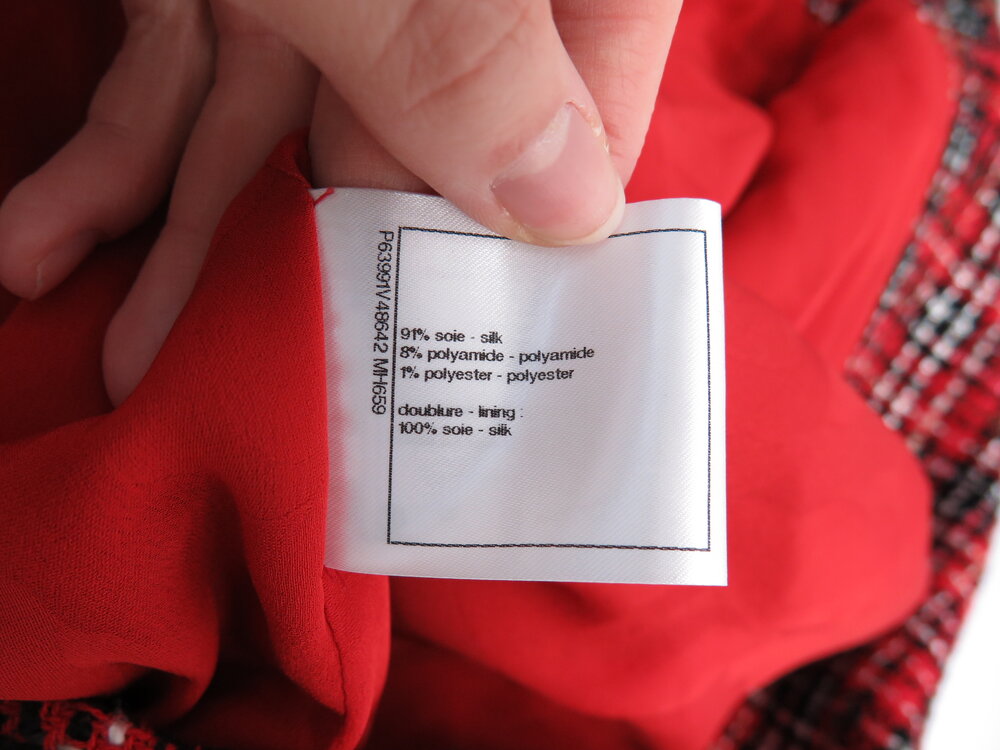 P63991V48642 MH659
91% soie - silk
8% polyamide - polyamide
1% polyester - polyester
doublure - lining :
100% soie - silk